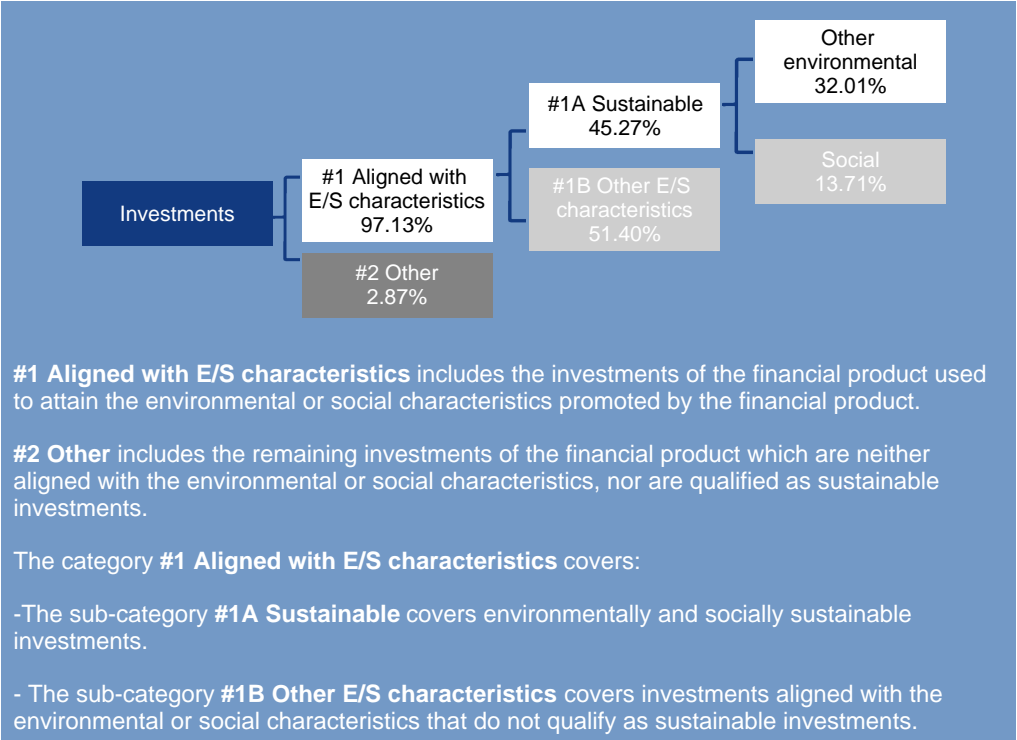 Investments
#1 Aligned with
E/S characteristics
97.13%
#2 Other
2.87%
#1A Sustainable
45.27%
#1B Other E/S
characteristics
51.40%
Other
environmental
32.01%
Social
13.71%
#1 Aligned with E/S characteristics includes the investments of the financial product used
to attain the environmental or social characteristics promoted by the financial product.
#2 Other includes the remaining investments of the financial product which are neither
aligned with the environmental or social characteristics, nor are qualified as sustainable
investments.
The category #1 Aligned with E/S characteristics covers:
-The sub-category #1A Sustainable covers environmentally and socially sustainable
investments.
- The sub-category #1B Other E/S characteristics covers investments aligned with the
environmental or social characteristics that do not qualify as sustainable investments.